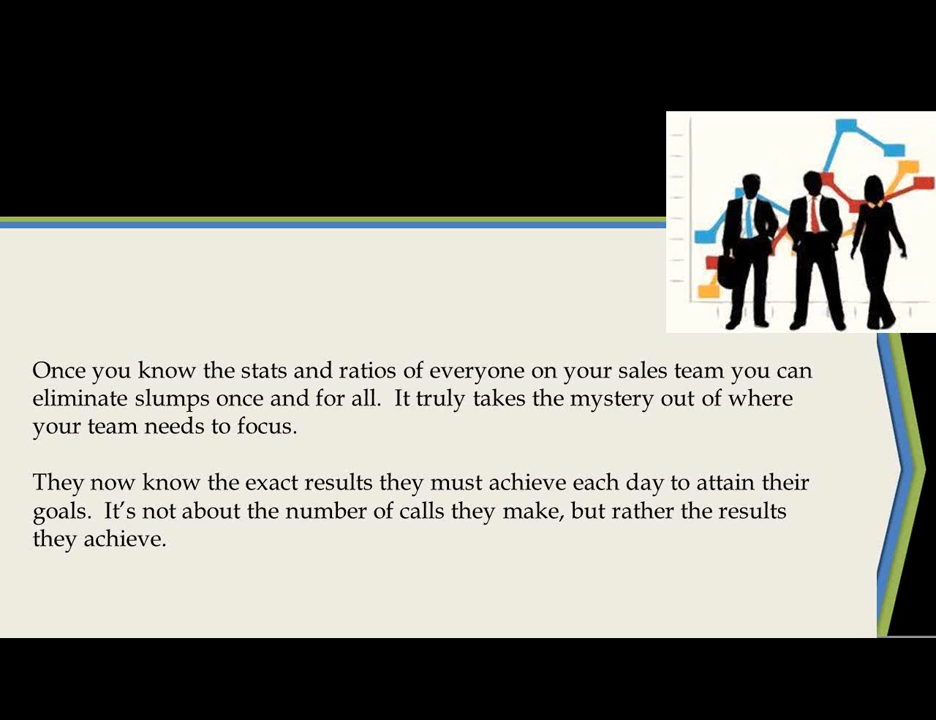 Once you know the stats and ratios of everyone on your sales team you can
eliminate slumps once and for all.  It truly takes the mystery out of where
your team needs to focus.
They now know the exact results they must achieve each day to attain their
goals.  It’s not about the number of calls they make, but rather the results
they achieve.